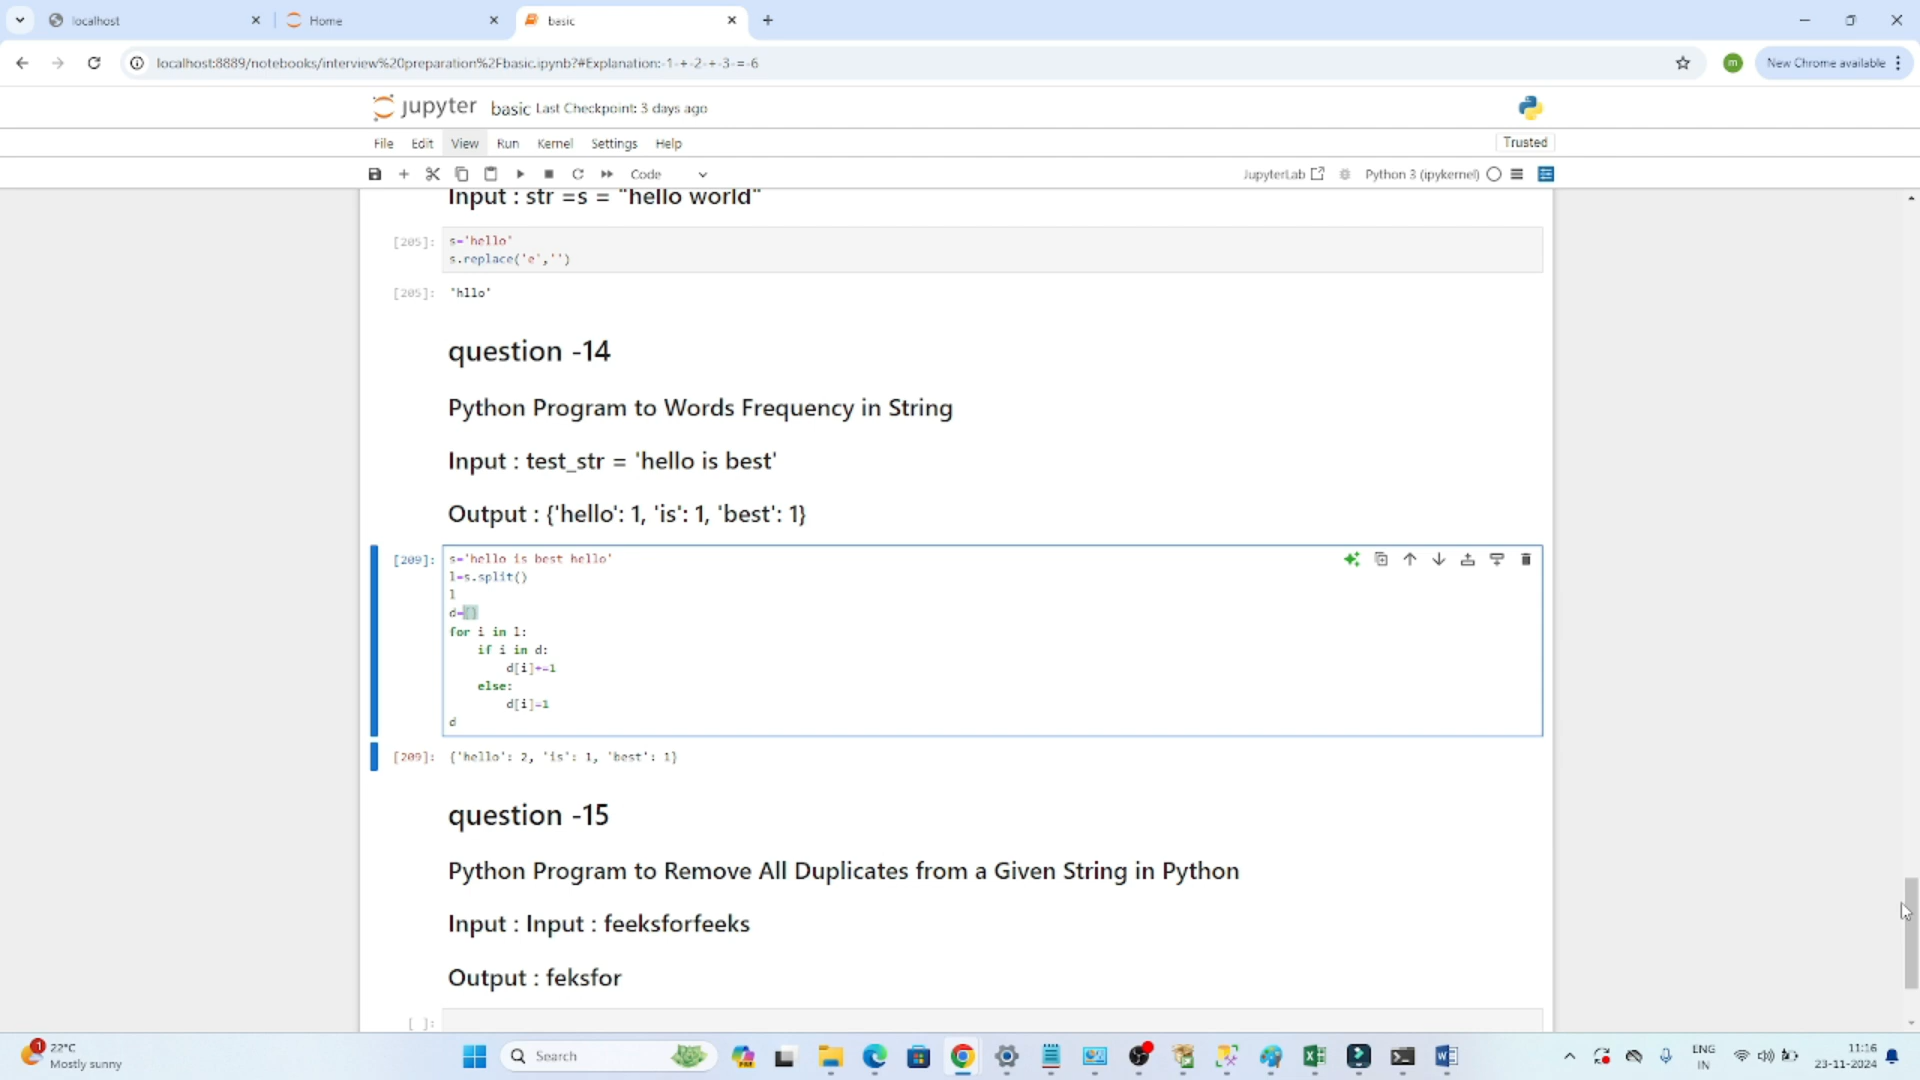 localhost
Home
basic
localhost:8889/notebooks/interview%20preparation%2Fbasic.ipynb?#Explanation:-1-+-2-+-3-=-6
m
New Chrome available
jupyter basic Last Checkpoint: 3 days ago
File Edit View Run Kernel Settings Help
Trusted
Code
JupyterLab
Python 3 (ipykernel)
Input : str =s = "hello world"
[205]: s='hello'
s.replace('e','')
[205]: 'hllo'
question -14
Python Program to Words Frequency in String
Input : test_str = 'hello is best'
Output : {'hello': 1, 'is': 1, 'best': 1}
[209]: s='hello is best hello'
l=s.split()
l
d={}
for i in l:
if i in d:
d[i]+=1
else:
d[i]=1
d
[209]: {'hello': 2, 'is': 1, 'best': 1}
question -15
Python Program to Remove All Duplicates from a Given String in Python
Input : Input : feeksforfeeks
Output : feksfor
[ ]:
1
22°C
Mostly sunny
Search
ENG
IN
11:16
23-11-2024